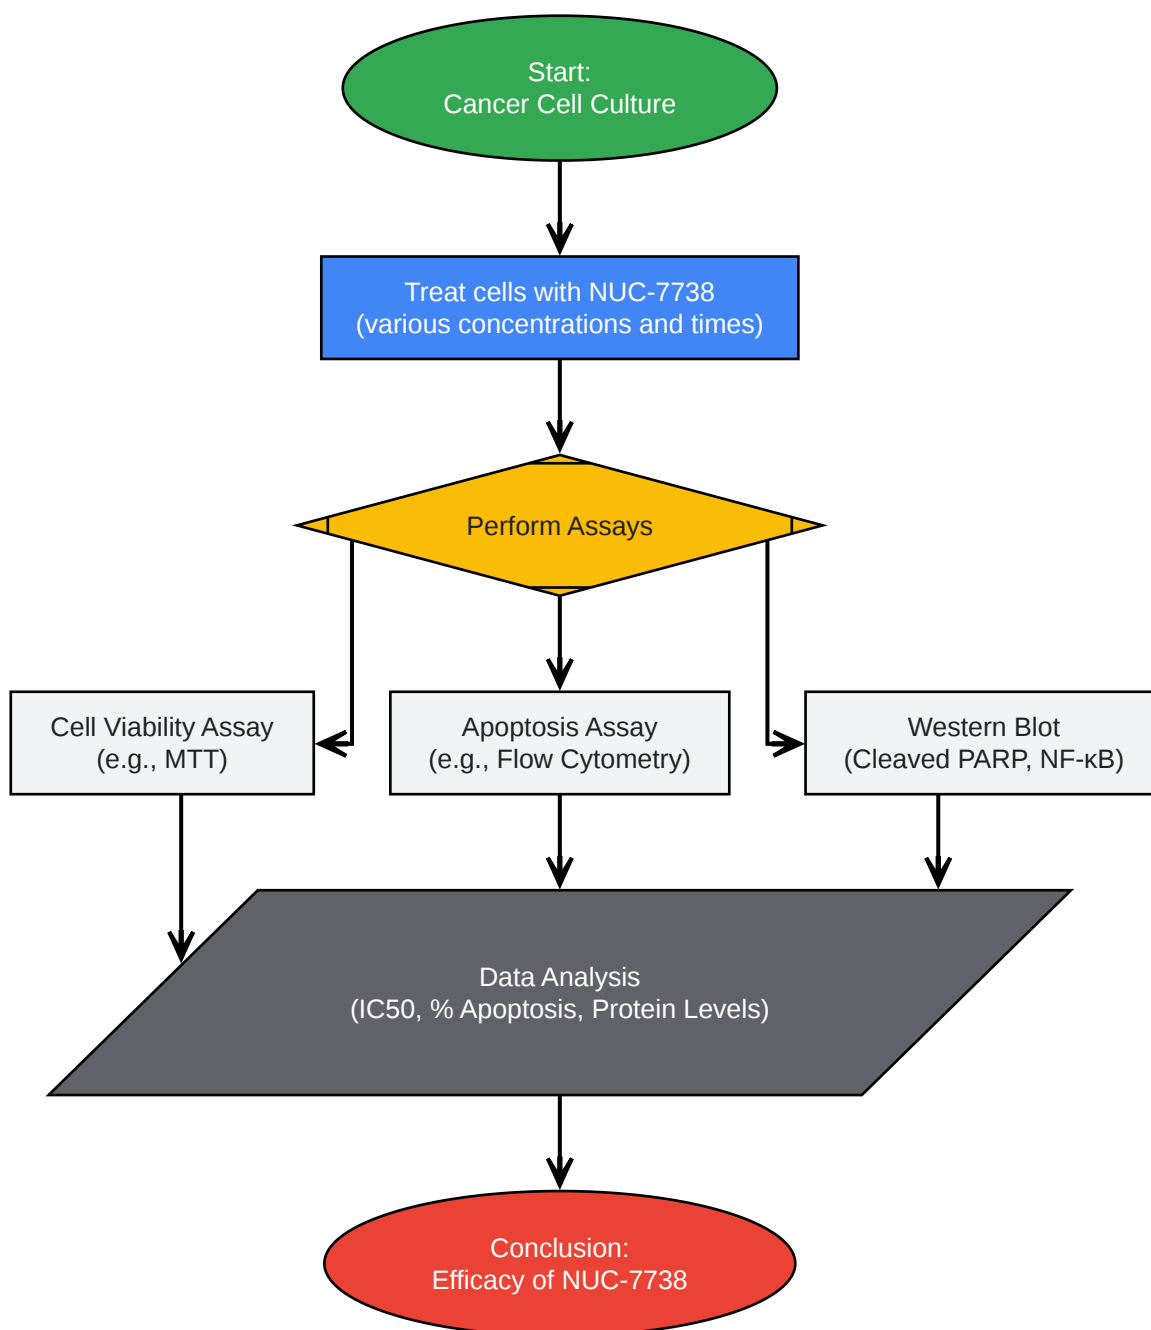 Start:
Cancer Cell Culture
Treat cells with NUC-7738
(various concentrations and times)
Perform Assays
Cell Viability Assay
(e.g., MTT)
Apoptosis Assay
(e.g., Flow Cytometry)
Western Blot
(Cleaved PARP, NF-κB)
Data Analysis
(IC50, % Apoptosis, Protein Levels)
Conclusion:
Efficacy of NUC-7738